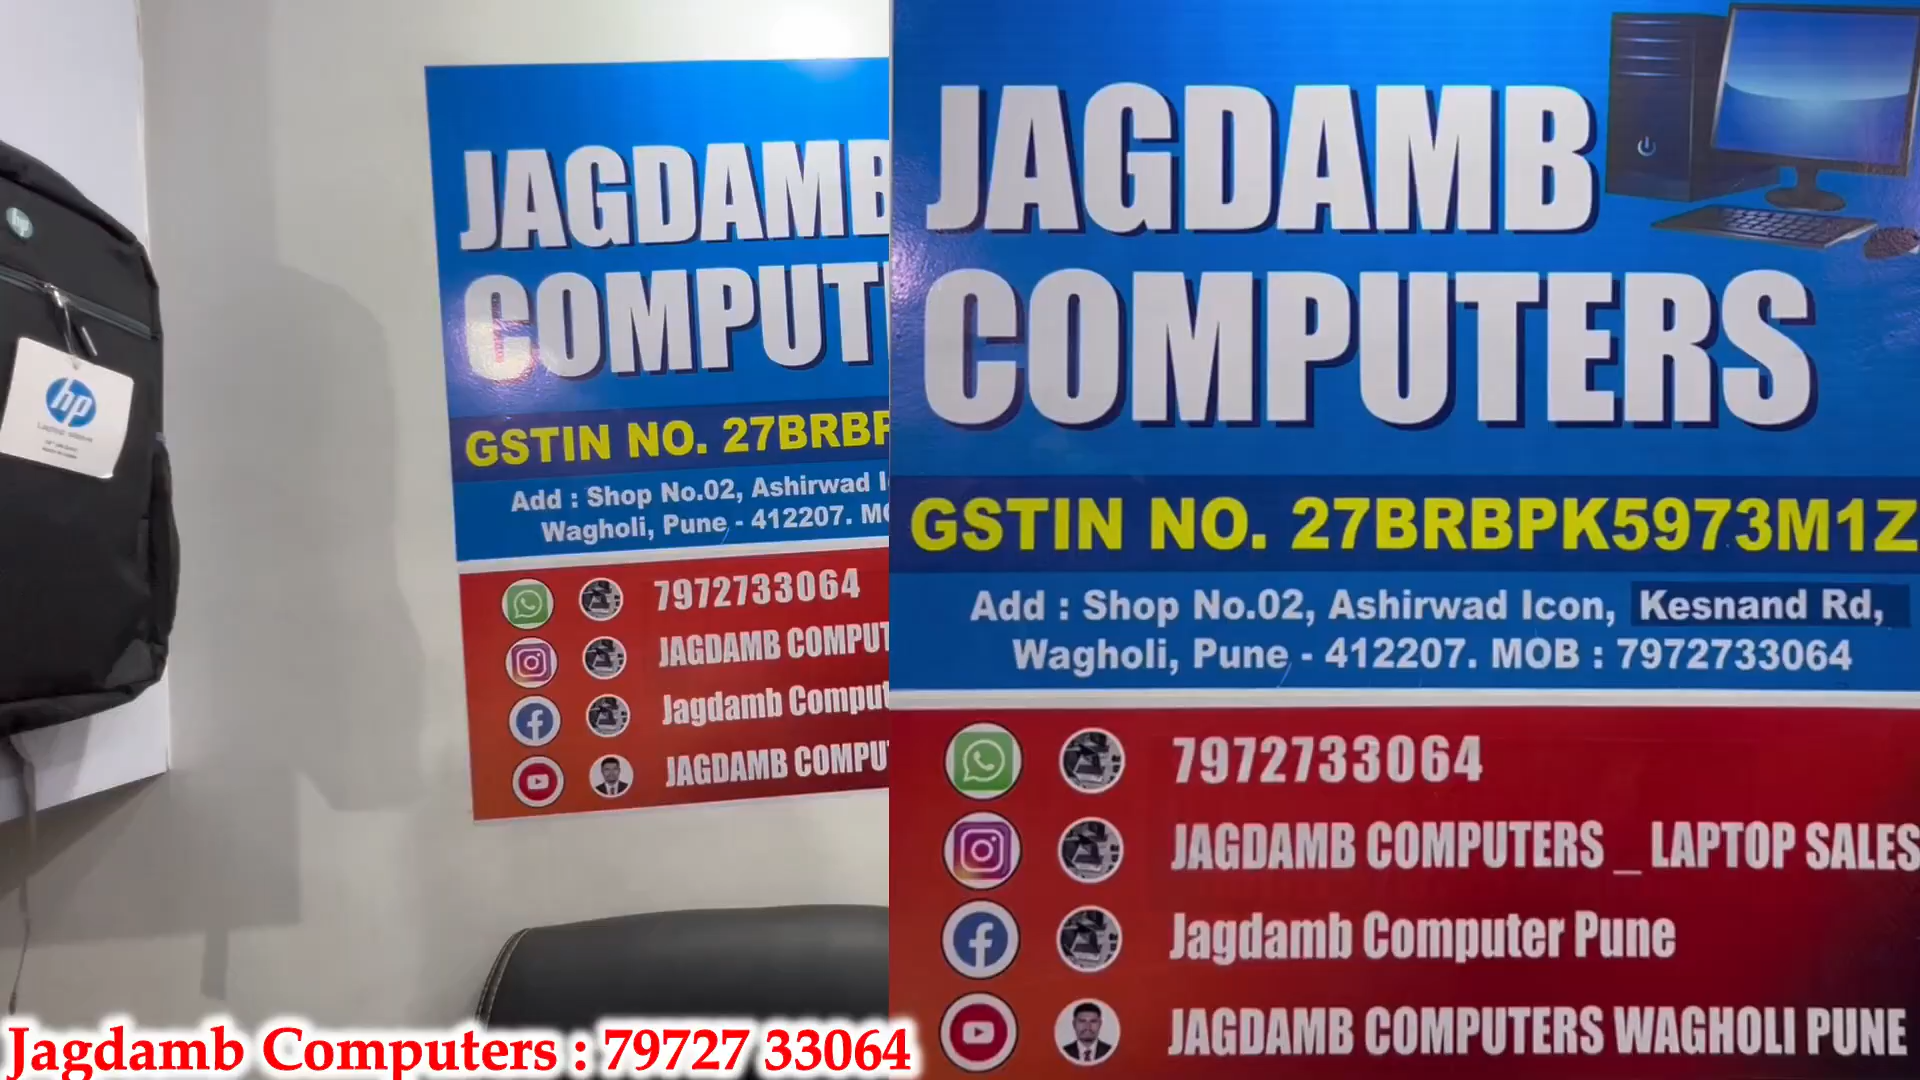 hp
hp
JAGDAMB
COMPUT
GSTIN NO. 27BRBP
Add : Shop No.02, Ashirwad I
Wagholi, Pune - 412207. MO
7972733064
JAGDAMB COMPUT
Jagdamb Comput
JAGDAMB COMPU
JAGDAMB
COMPUTERS
GSTIN NO. 27BRBPK5973M1Z
Add : Shop No.02, Ashirwad Icon, Kesnand Rd,
Wagholi, Pune - 412207. MOB : 7972733064
7972733064
JAGDAMB COMPUTERS _ LAPTOP SALES
Jagdamb Computer Pune
JAGDAMB COMPUTERS WAGHOLI PUNE
Jagdamb Computers : 79727 33064